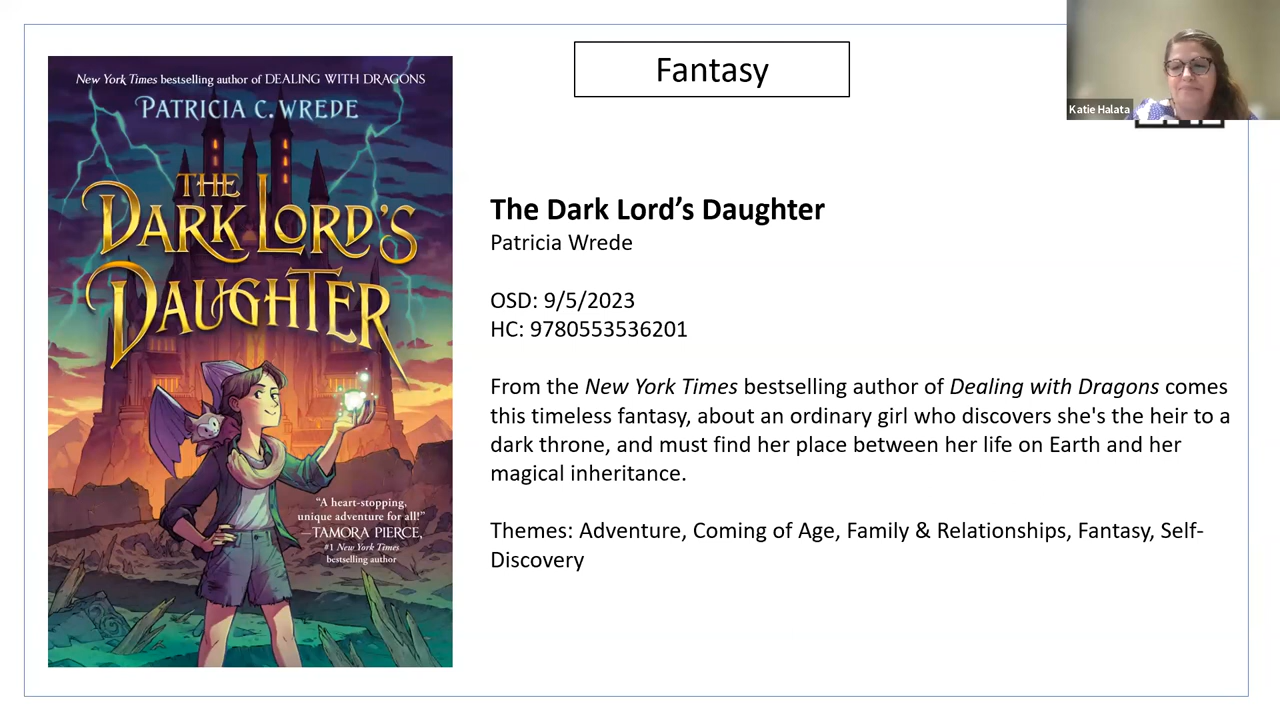 New York Times bestselling author of DEALING WITH DRAGONS
PATRICIA C. WREDE
THE
DARK LORD'S
DAUGHTER
"A heart-stopping,
unique adventure for all!"
—TAMORA PIERCE,
#1 New York Times
bestselling author
Fantasy
Katie Halata
The Dark Lord's Daughter
Patricia Wrede
OSD: 9/5/2023
HC: 9780553536201
From the New York Times bestselling author of Dealing with Dragons comes
this timeless fantasy, about an ordinary girl who discovers she's the heir to a
dark throne, and must find her place between her life on Earth and her
magical inheritance.
Themes: Adventure, Coming of Age, Family & Relationships, Fantasy, Self-
Discovery